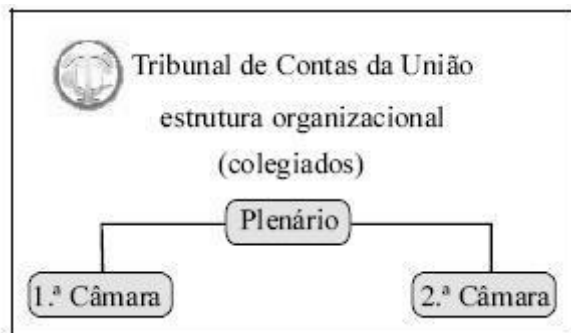 Tribunal de Contas da União
estrutura organizacional
(colegiados)
Plenário
1.ª Câmara
2.ª Câmara